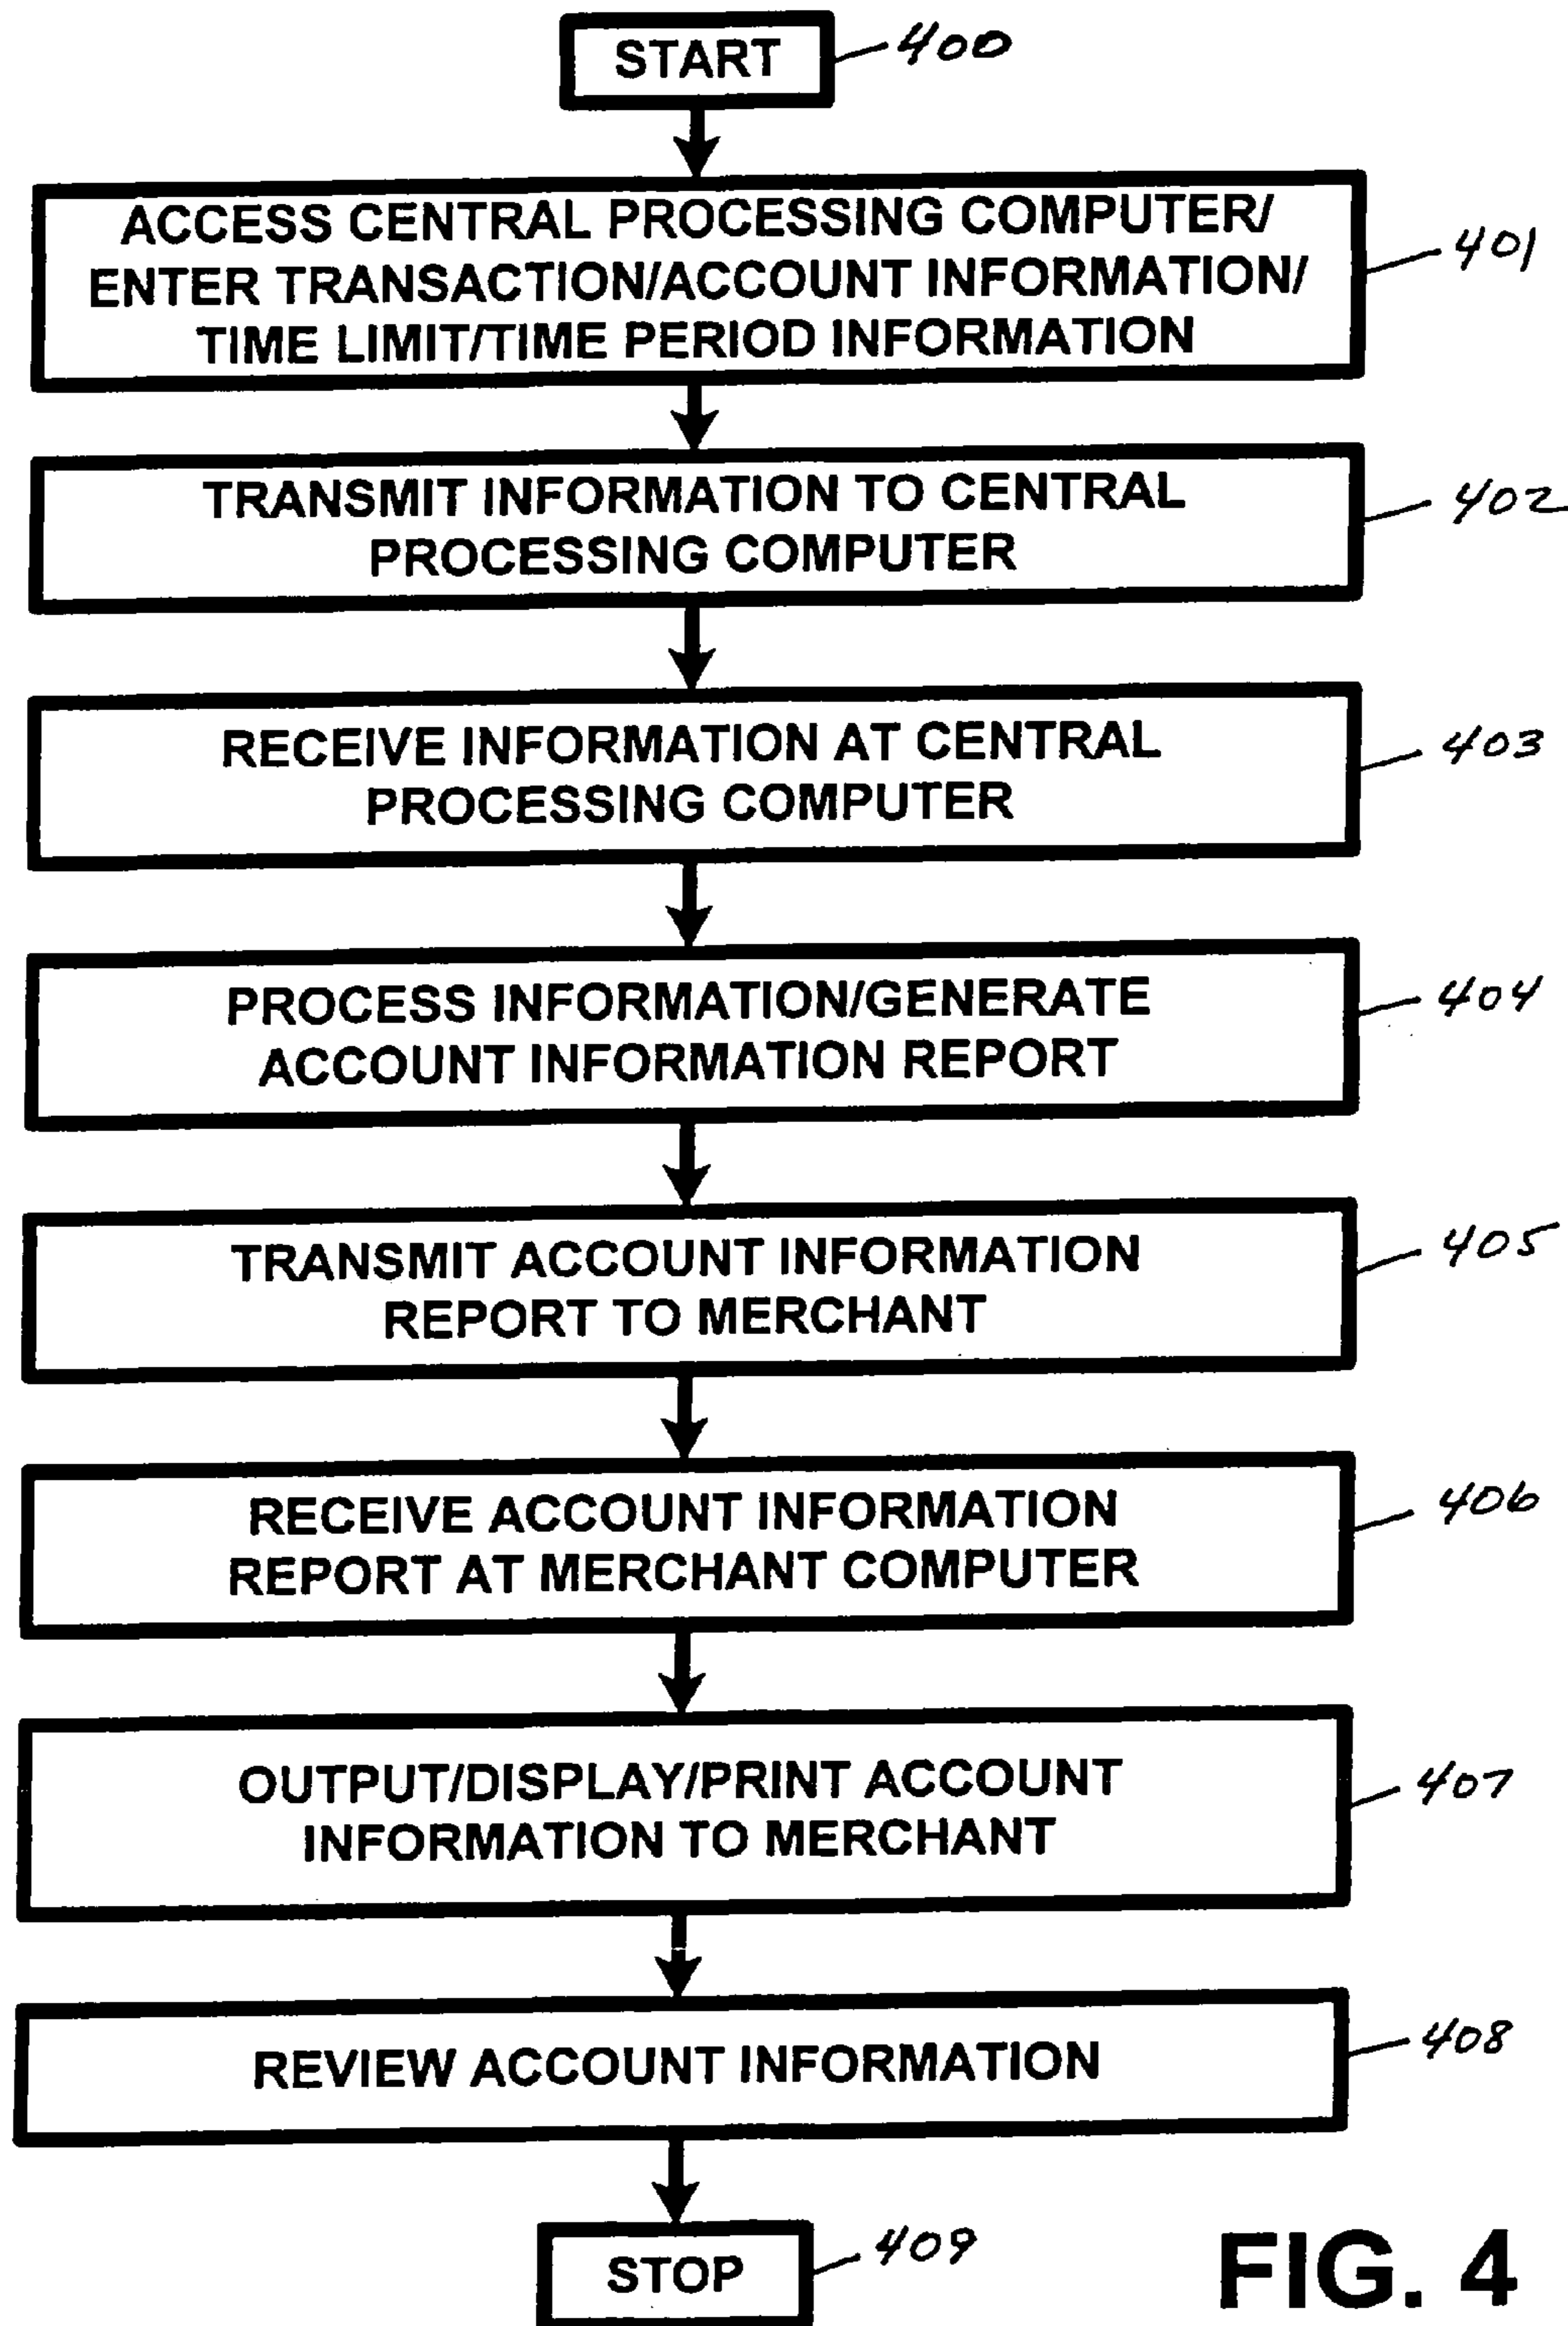 START
400
ACCESS CENTRAL PROCESSING COMPUTER/
ENTER TRANSACTION/ACCOUNT INFORMATION/
TIME LIMIT/TIME PERIOD INFORMATION
401
TRANSMIT INFORMATION TO CENTRAL
PROCESSING COMPUTER
402
RECEIVE INFORMATION AT CENTRAL
PROCESSING COMPUTER
403
PROCESS INFORMATION/GENERATE
ACCOUNT INFORMATION REPORT
404
TRANSMIT ACCOUNT INFORMATION
REPORT TO MERCHANT
405
RECEIVE ACCOUNT INFORMATION
REPORT AT MERCHANT COMPUTER
406
OUTPUT/DISPLAY/PRINT ACCOUNT
INFORMATION TO MERCHANT
407
REVIEW ACCOUNT INFORMATION
408
STOP
409
FIG. 4